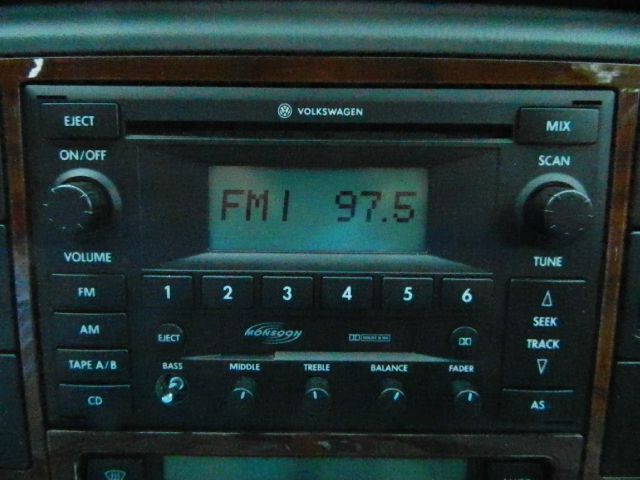 VOLKSWAGEN
EJECT
MIX
ON/OFF
SCAN
FM1 97.5
VOLUME
TUNE
FM
1 2 3 4 5 6
AM
SEEK
TRACK
EJECT
MONSOON
TAPE A/B
BASS MIDDLE TREBLE BALANCE FADER
CD
AS